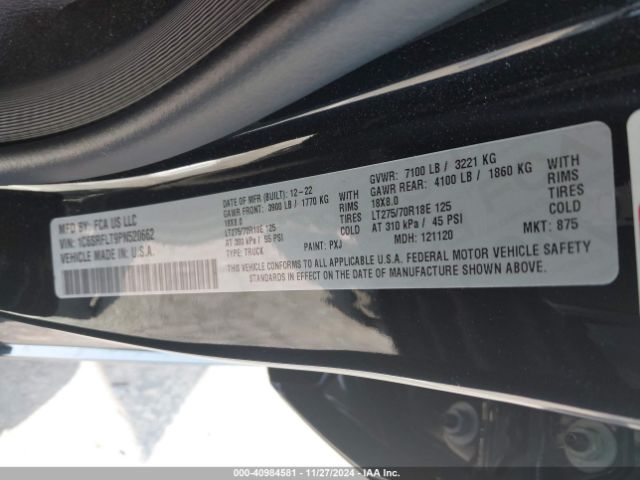 MFD BY: FCA US LLC
DATE OF MFR (BUILT): 12-22
GVWR: 7100 LB / 3221 KG
GAWR FRONT: 3900 LB / 1770 KG WITH
GAWR REAR: 4100 LB / 1860 KG WITH
18X8.0 TIRES
18X8.0 TIRES
VIN: 1C6SRFLT9PN520662
LT275/70R18E 125 COLD
LT275/70R18E 125 COLD
AT 380 kPa / 55 PSI
AT 310 kPa / 45 PSI
VEHICLE MADE IN U.S.A.
TYPE: TRUCK PAINT: PXJ MDH: 121120 MKT: 875
THIS VEHICLE CONFORMS TO ALL APPLICABLE U.S.A. FEDERAL MOTOR VEHICLE SAFETY
STANDARDS IN EFFECT ON THE DATE OF MANUFACTURE SHOWN ABOVE.
000-40984581 - 11/27/2024 - IAAI.com